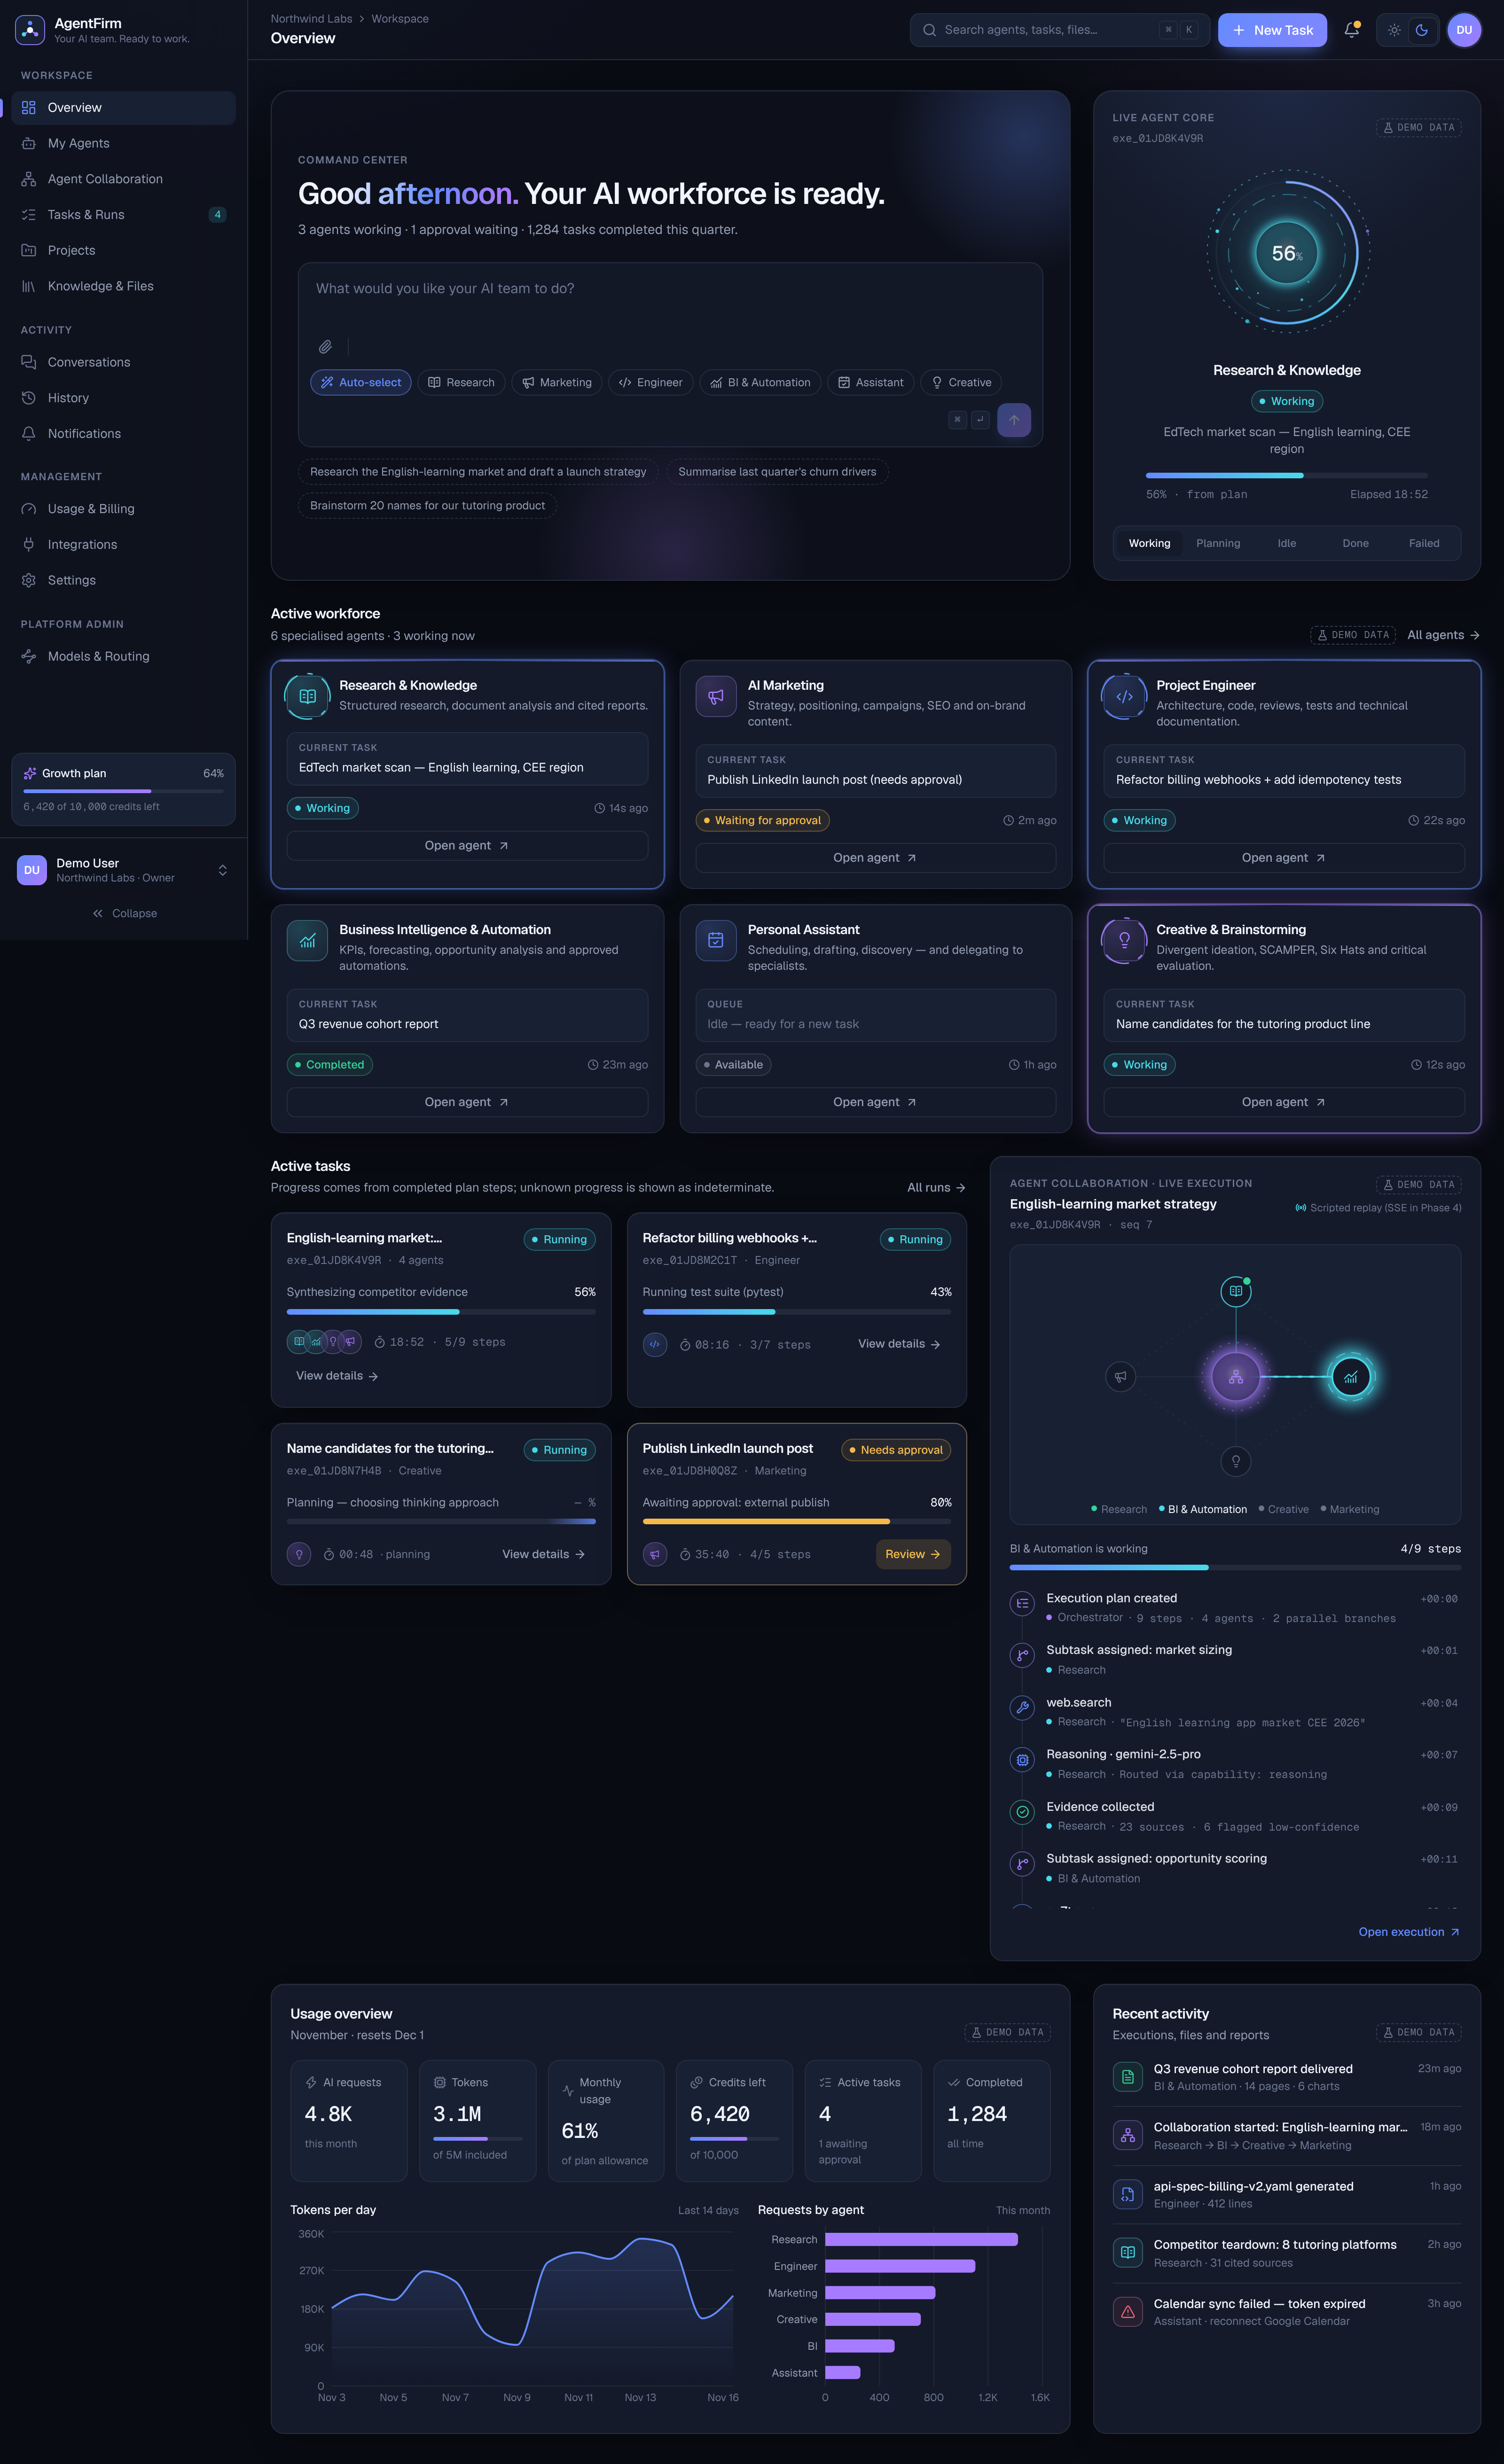 AgentFirm
Your AI team. Ready to work.
WORKSPACE
Overview
My Agents
Agent Collaboration
Tasks & Runs
4
Projects
Knowledge & Files
ACTIVITY
Conversations
History
Notifications
MANAGEMENT
Usage & Billing
Integrations
Settings
PLATFORM ADMIN
Models & Routing
Growth plan
64%
6,420 of 10,000 credits left
DU
Demo User
Northwind Labs · Owner
Collapse
Northwind Labs > Workspace
Overview
Search agents, tasks, files...
⌘ K
New Task
DU
COMMAND CENTER
Good afternoon. Your AI workforce is ready.
3 agents working · 1 approval waiting · 1,284 tasks completed this quarter.
What would you like your AI team to do?
Auto-select
Research
Marketing
Engineer
BI & Automation
Assistant
Creative
⌘ ↵
Research the English-learning market and draft a launch strategy
Summarise last quarter's churn drivers
Brainstorm 20 names for our tutoring product
LIVE AGENT CORE
exe_01JD8K4V9R
DEMO DATA
56%
Research & Knowledge
Working
EdTech market scan — English learning, CEE
region
56% · from plan
Elapsed 18:52
Working
Planning
Idle
Done
Failed
Active workforce
6 specialised agents · 3 working now
DEMO DATA
All agents →
Research & Knowledge
Structured research, document analysis and cited reports.
CURRENT TASK
EdTech market scan — English learning, CEE region
Working
14s ago
Open agent
AI Marketing
Strategy, positioning, campaigns, SEO and on-brand
content.
CURRENT TASK
Publish LinkedIn launch post (needs approval)
Waiting for approval
2m ago
Open agent
Project Engineer
Architecture, code, reviews, tests and technical
documentation.
CURRENT TASK
Refactor billing webhooks + add idempotency tests
Working
22s ago
Open agent
Business Intelligence & Automation
KPIs, forecasting, opportunity analysis and approved
automations.
CURRENT TASK
Q3 revenue cohort report
Completed
23m ago
Open agent
Personal Assistant
Scheduling, drafting, discovery — and delegating to
specialists.
QUEUE
Idle — ready for a new task
Available
1h ago
Open agent
Creative & Brainstorming
Divergent ideation, SCAMPER, Six Hats and critical
evaluation.
CURRENT TASK
Name candidates for the tutoring product line
Working
12s ago
Open agent
Active tasks
Progress comes from completed plan steps; unknown progress is shown as indeterminate.
All runs →
English-learning market:...
Running
exe_01JD8K4V9R · 4 agents
Synthesizing competitor evidence
56%
18:52 · 5/9 steps
View details →
Refactor billing webhooks +...
Running
exe_01JD8M2C1T · Engineer
Running test suite (pytest)
43%
08:16 · 3/7 steps
View details →
Name candidates for the tutoring...
Running
exe_01JD8N7H4B · Creative
Planning — choosing thinking approach
— %
00:48 · planning
View details →
Publish LinkedIn launch post
Needs approval
exe_01JD8H0Q8Z · Marketing
Awaiting approval: external publish
80%
35:40 · 4/5 steps
Review →
AGENT COLLABORATION · LIVE EXECUTION
DEMO DATA
English-learning market strategy
Scripted replay (SSE in Phase 4)
exe_01JD8K4V9R · seq 7
Research
BI & Automation
Creative
Marketing
BI & Automation is working
4/9 steps
Execution plan created
+00:00
Orchestrator · 9 steps · 4 agents · 2 parallel branches
Subtask assigned: market sizing
+00:01
Research
web.search
+00:04
Research · "English learning app market CEE 2026"
Reasoning · gemini-2.5-pro
+00:07
Research · Routed via capability: reasoning
Evidence collected
+00:09
Research · 23 sources · 6 flagged low-confidence
Subtask assigned: opportunity scoring
+00:11
BI & Automation
Open execution
Usage overview
November · resets Dec 1
DEMO DATA
AI requests
4.8K
this month
Tokens
3.1M
of 5M included
Monthly
usage
61%
of plan allowance
Credits left
6,420
of 10,000
Active tasks
4
1 awaiting
approval
Completed
1,284
all time
Tokens per day
Last 14 days
360K
270K
180K
90K
0
Nov 3
Nov 5
Nov 7
Nov 9
Nov 11
Nov 13
Nov 16
Requests by agent
This month
Research
Engineer
Marketing
Creative
BI
Assistant
0
400
800
1.2K
1.6K
Recent activity
Executions, files and reports
DEMO DATA
Q3 revenue cohort report delivered
23m ago
BI & Automation · 14 pages · 6 charts
Collaboration started: English-learning mar...
18m ago
Research → BI → Creative → Marketing
api-spec-billing-v2.yaml generated
1h ago
Engineer · 412 lines
Competitor teardown: 8 tutoring platforms
2h ago
Research · 31 cited sources
Calendar sync failed — token expired
3h ago
Assistant · reconnect Google Calendar